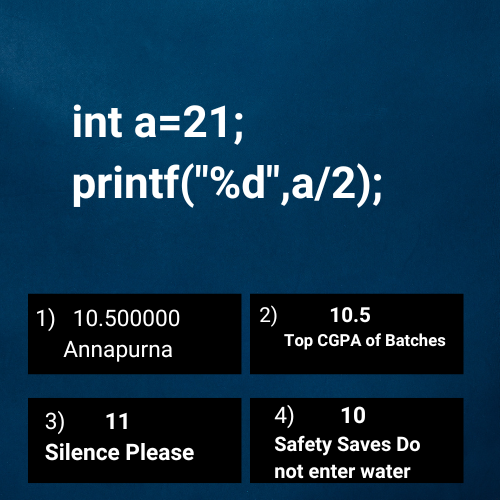 int a=21;
printf("%d",a/2);
1) 10.500000
Annapurna
2) 10.5
Top CGPA of Batches
3) 11
Silence Please
4) 10
Safety Saves Do
not enter water